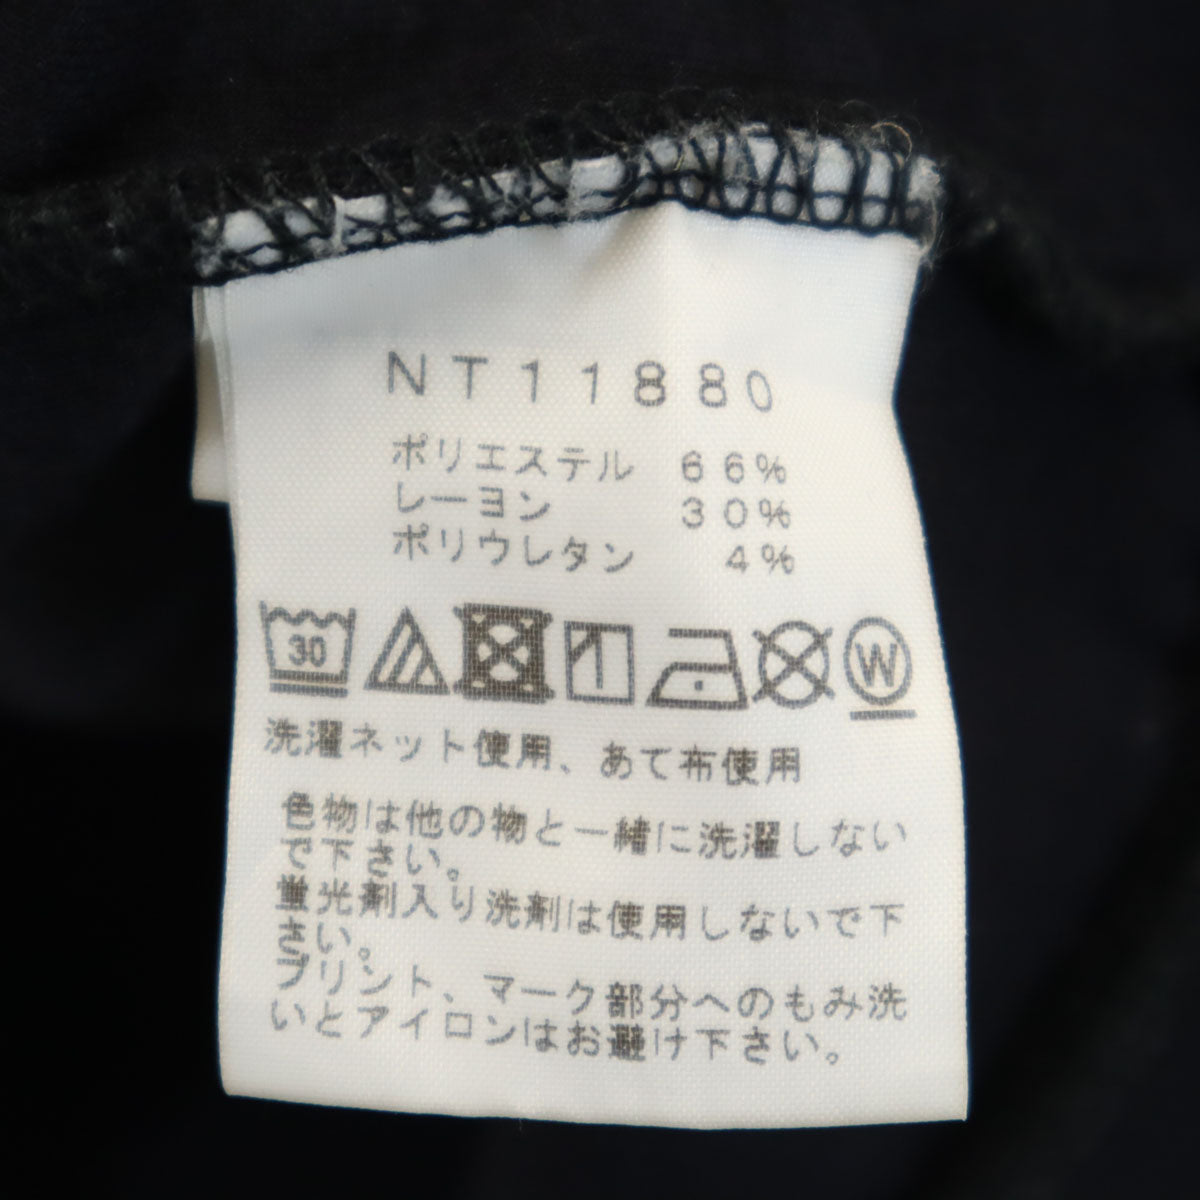 NT11880
ポリエステル 66%
レーヨン 30%
ポリウレタン 4%
30 W
洗濯ネット使用、あて布使用
色物は他の物と一緒に洗濯しない
で下さい。
蛍光剤入り洗剤は使用しないで下
さい。
プリント、マーク部分へのもみ洗
いとアイロンはお避け下さい。